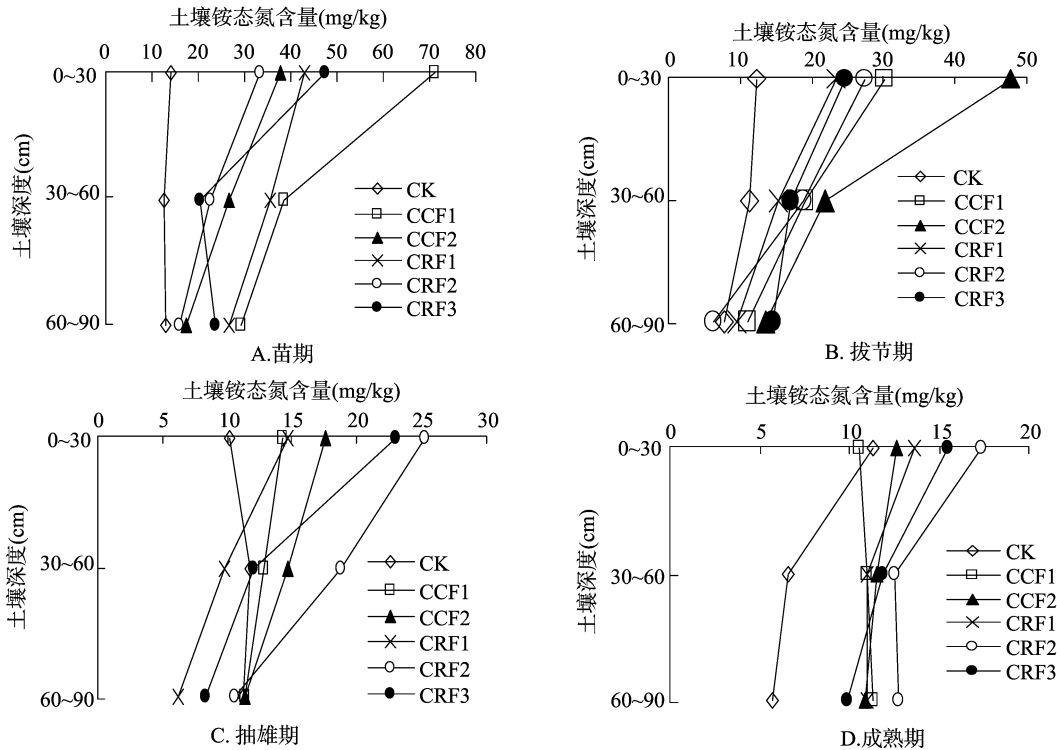 土壤铵态氮含量(mg/kg)
0 10 20 30 40 50 60 70 80
0~30
30~60
60~90
土壤深度(cm)
CK
CCF1
CCF2
CRF1
CRF2
CRF3
A.苗期
土壤铵态氮含量(mg/kg)
0 10 20 30 40 50
0~30
30~60
60~90
土壤深度(cm)
CK
CCF1
CCF2
CRF1
CRF2
CRF3
B. 拔节期
土壤铵态氮含量(mg/kg)
0 5 10 15 20 25 30
0~30
30~60
60~90
土壤深度(cm)
CK
CCF1
CCF2
CRF1
CRF2
CRF3
C. 抽雄期
土壤铵态氮含量(mg/kg)
0 5 10 15 20
0~30
30~60
60~90
土壤深度(cm)
CK
CCF1
CCF2
CRF1
CRF2
CRF3
D.成熟期